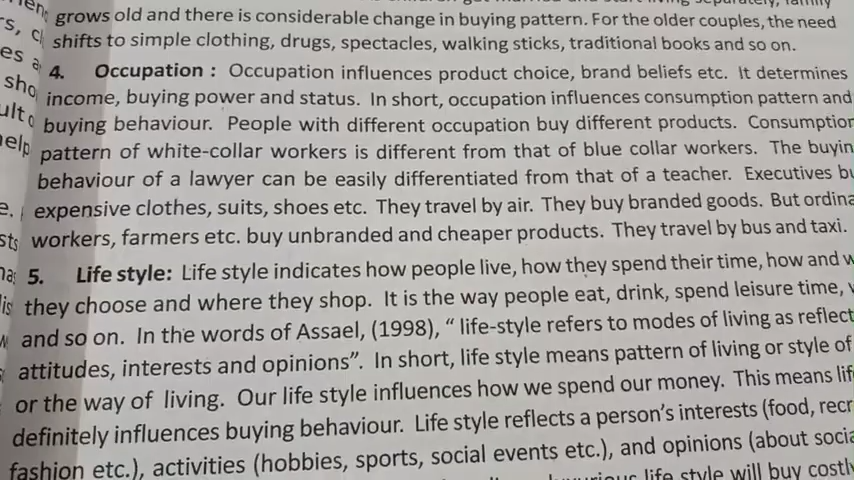 grows old and there is considerable change in buying pattern. For the older couples, the need
shifts to simple clothing, drugs, spectacles, walking sticks, traditional books and so on.
4. Occupation : Occupation influences product choice, brand beliefs etc. It determines
income, buying power and status. In short, occupation influences consumption pattern and
buying behaviour. People with different occupation buy different products. Consumption
pattern of white-collar workers is different from that of blue collar workers. The buyin
behaviour of a lawyer can be easily differentiated from that of a teacher. Executives bu
expensive clothes, suits, shoes etc. They travel by air. They buy branded goods. But ordina
workers, farmers etc. buy unbranded and cheaper products. They travel by bus and taxi.
5. Life style: Life style indicates how people live, how they spend their time, how and w
they choose and where they shop. It is the way people eat, drink, spend leisure time,
and so on. In the words of Assael, (1998), “ life-style refers to modes of living as reflect
attitudes, interests and opinions”. In short, life style means pattern of living or style of
or the way of living. Our life style influences how we spend our money. This means lif
definitely influences buying behaviour. Life style reflects a person’s interests (food, recr
fashion etc.), activities (hobbies, sports, social events etc.), and opinions (about socia
life style will buy costly